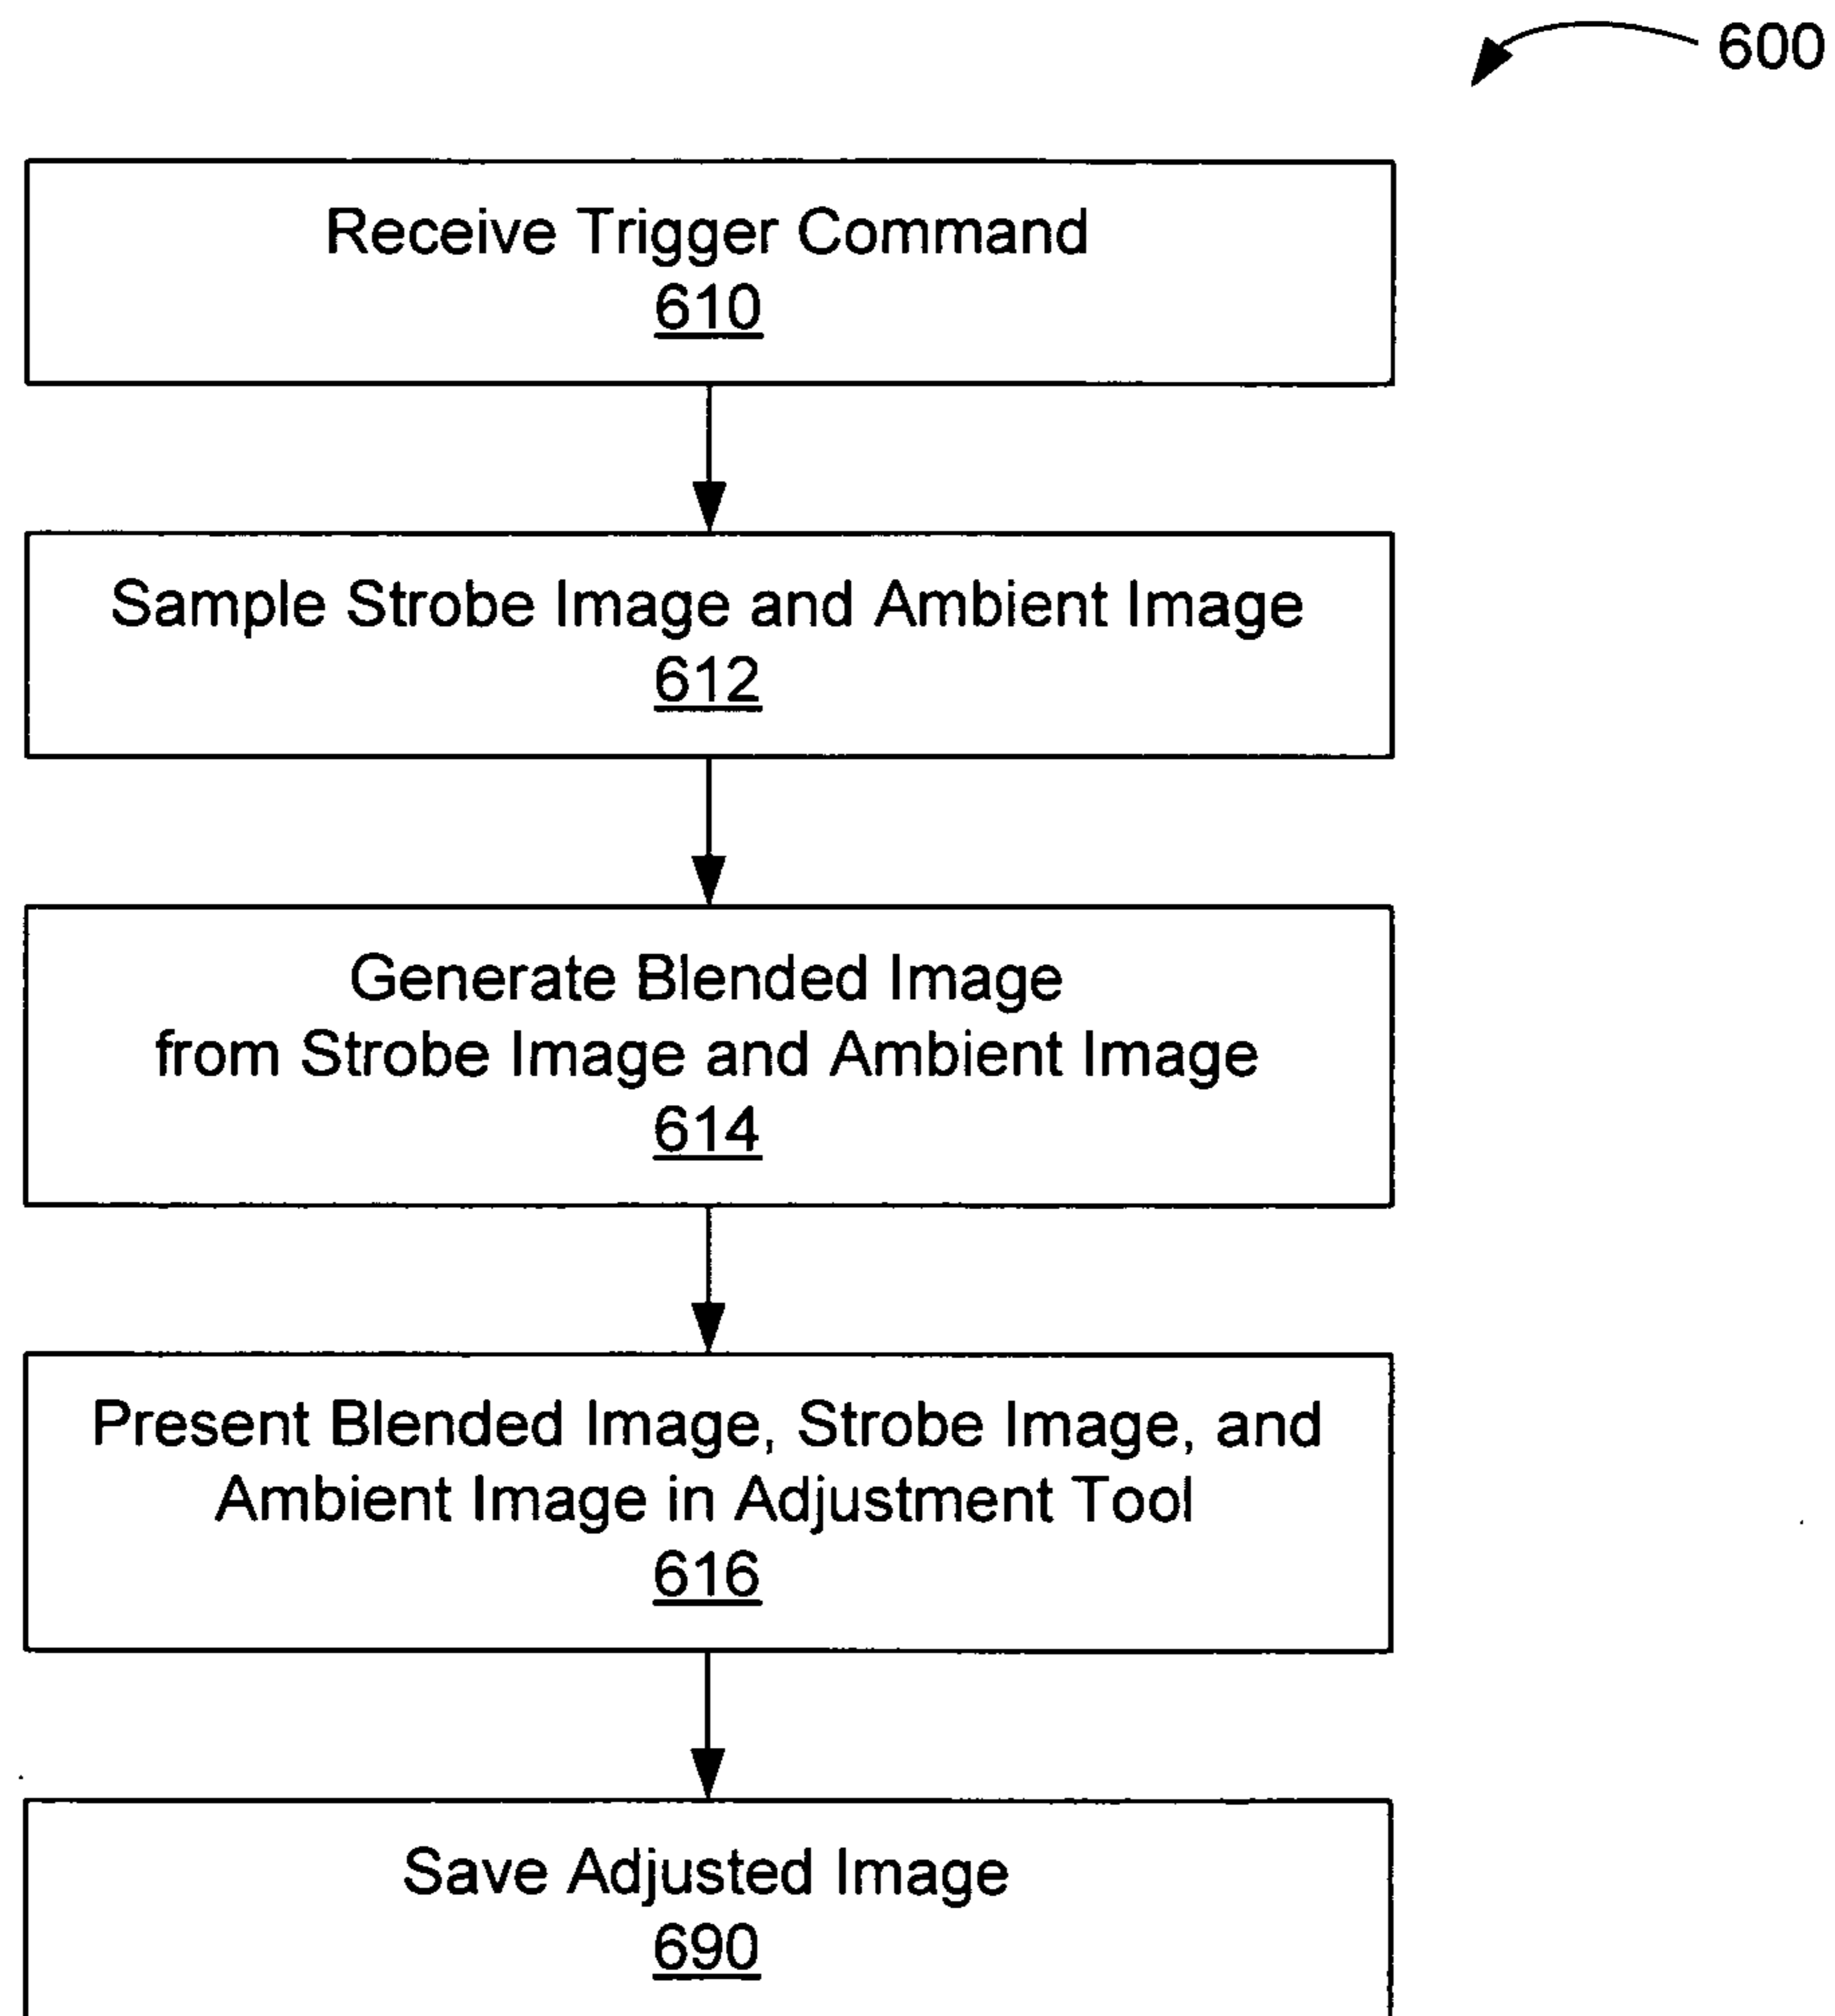 600
Receive Trigger Command
610
Sample Strobe Image and Ambient Image
612
Generate Blended Image
from Strobe Image and Ambient Image
614
Present Blended Image, Strobe Image, and
Ambient Image in Adjustment Tool
616
Save Adjusted Image
690